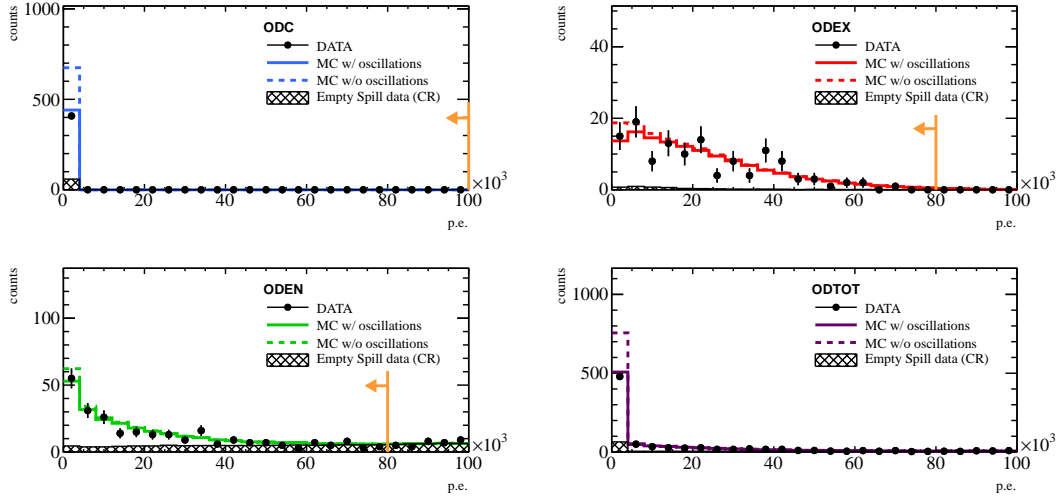 counts
1000
500
0
ODC
DATA
MC w/ oscillations
MC w/o oscillations
Empty Spill data (CR)
0 20 40 60 80 100
×10³
p.e.
counts
40
20
0
ODEX
DATA
MC w/ oscillations
MC w/o oscillations
Empty Spill data (CR)
0 20 40 60 80 100
×10³
p.e.
counts
100
50
0
ODEN
DATA
MC w/ oscillations
MC w/o oscillations
Empty Spill data (CR)
0 20 40 60 80 100
×10³
p.e.
counts
1000
500
0
ODTOT
DATA
MC w/ oscillations
MC w/o oscillations
Empty Spill data (CR)
0 20 40 60 80 100
×10³
p.e.